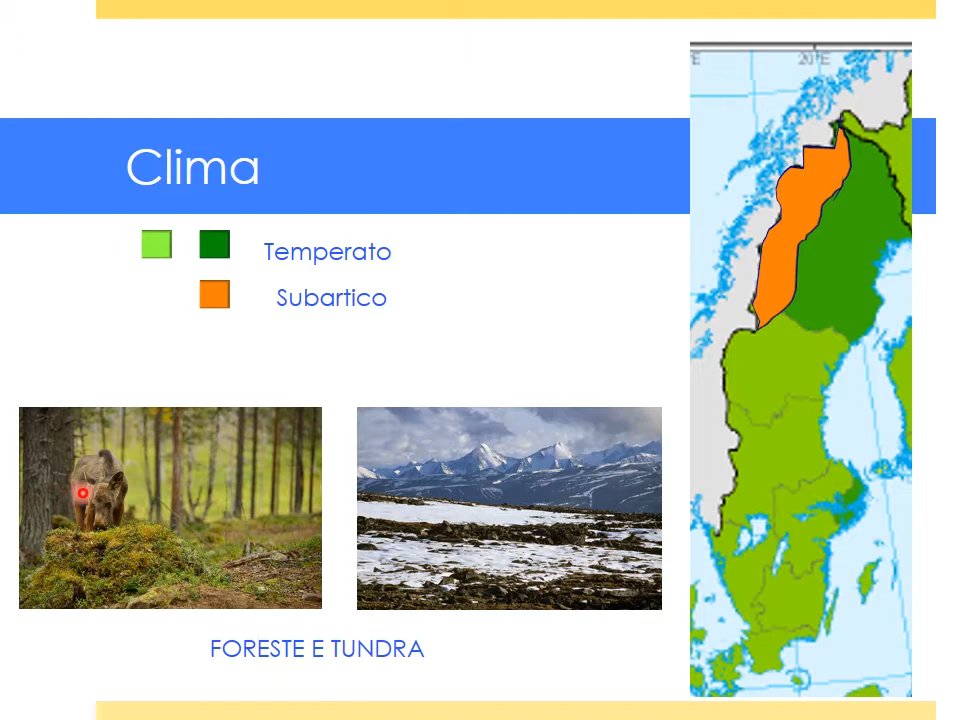 Clima
20°E
Temperato
Subartico
FORESTE E TUNDRA